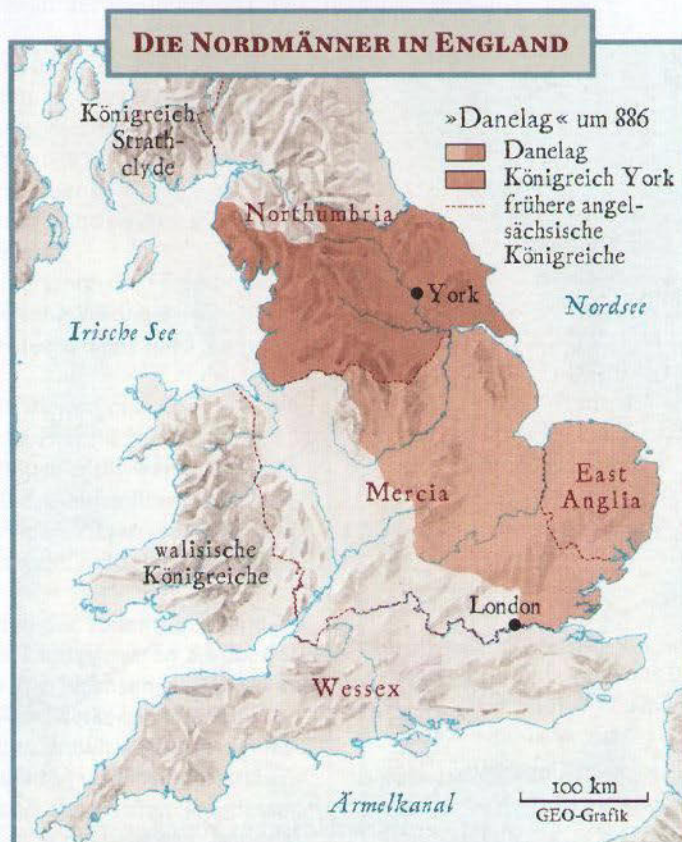 DIE NORDMÄNNER IN ENGLAND
Königreich
Strath-
clyde
»Danelag« um 886
Danelag
Königreich York
frühere angel-
sächsische
Königreiche
Northumbria
York
Nordsee
Irische See
Mercia
East
Anglia
walisische
Königreiche
London
Wessex
Ärmelkanal
100 km
GEO-Grafik